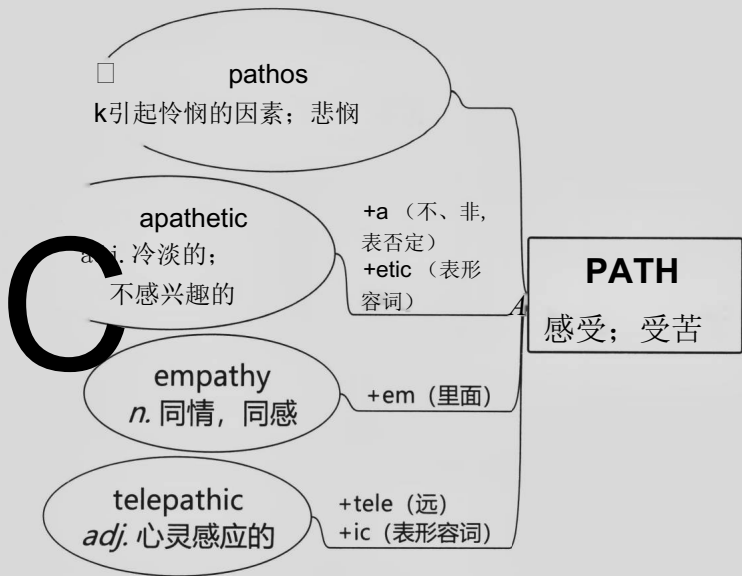 pathos
k引起怜悯的因素；悲悯
apathetic
adj. 冷淡的；
不感兴趣的
+a （不、非,
表否定）
+etic （表形
容词）
C
empathy
n. 同情，同感
+em（里面）
telepathic
adj. 心灵感应的
+tele（远）
+ic（表形容词）
A
PATH
感受；受苦